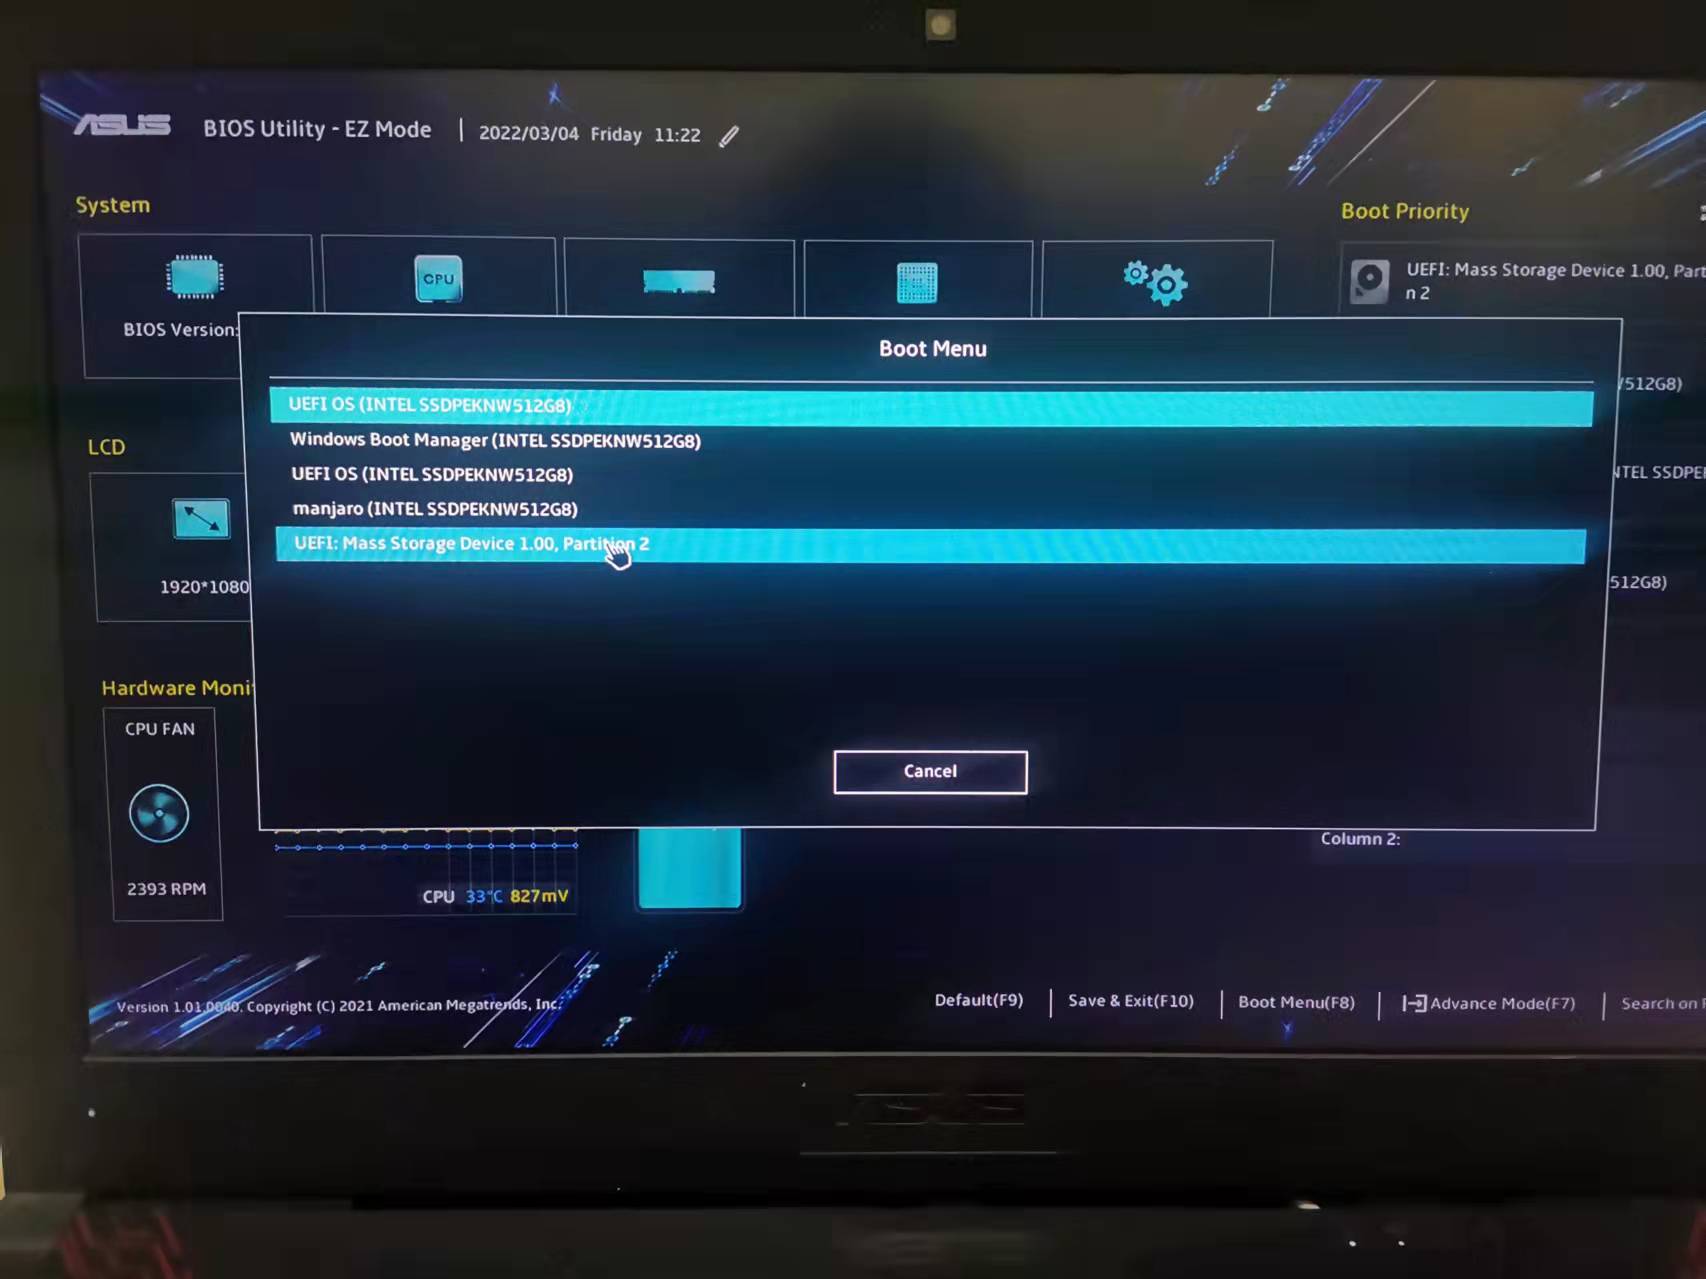 ASUS BIOS Utility - EZ Mode 2022/03/04 Friday 11:22
System
BIOS Version:
CPU
Boot Priority
UEFI: Mass Storage Device 1.00, Part
n 2
512G8)
NTEL SSDPE
512G8)
Boot Menu
UEFI OS (INTEL SSDPEKNW512G8)
Windows Boot Manager (INTEL SSDPEKNW512G8)
UEFI OS (INTEL SSDPEKNW512G8)
manjaro (INTEL SSDPEKNW512G8)
UEFI: Mass Storage Device 1.00, Partition 2
Cancel
LCD
1920*1080
Hardware Moni
CPU FAN
2393 RPM
CPU 33°C 827mV
Column 2:
Version 1.01.0040. Copyright (C) 2021 American Megatrends, Inc.
Default(F9)
Save & Exit(F10)
Boot Menu(F8)
Advance Mode(F7)
Search on
ASUS